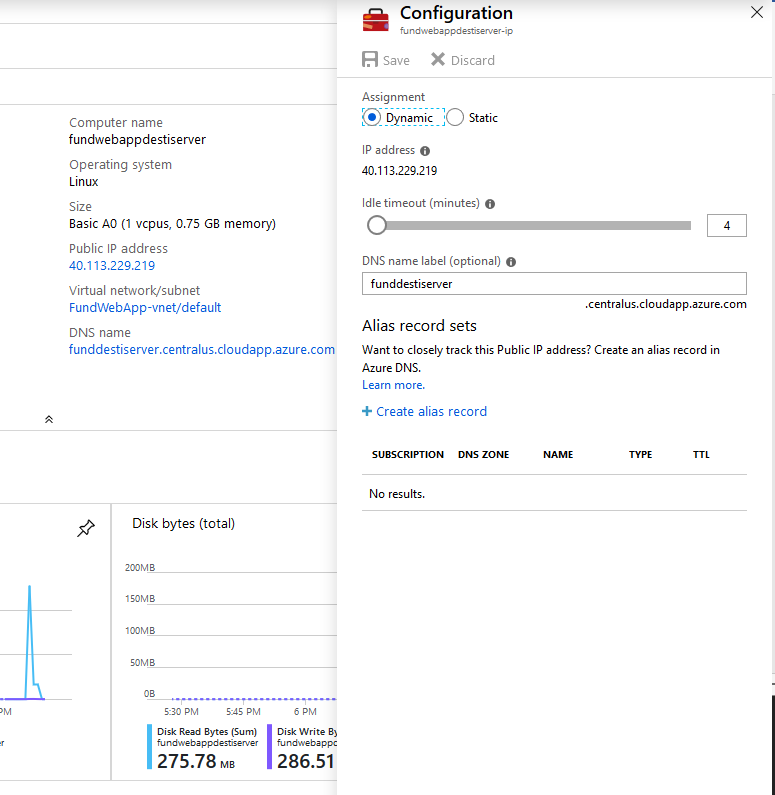 Computer name
fundwebappdestiserver
Operating system
Linux
Size
Basic A0 (1 vcpus, 0.75 GB memory)
Public IP address
40.113.229.219
Virtual network/subnet
FundWebApp-vnet/default
DNS name
funddestiserver.centralus.cloudapp.azure.com
PM
Disk bytes (total)
200MB
150MB
100MB
50MB
0B
5:30 PM 5:45 PM 6 PM
Disk Read Bytes (Sum)
fundwebappdestiserver
275.78 MB
Disk Write By
fundwebappdc
286.51
Configuration
fundwebappdestiserver-ip
Save Discard
Assignment
Dynamic Static
IP address
40.113.229.219
Idle timeout (minutes)
4
DNS name label (optional)
funddestiserver
.centralus.cloudapp.azure.com
Alias record sets
Want to closely track this Public IP address? Create an alias record in
Azure DNS.
Learn more.
+ Create alias record
SUBSCRIPTION DNS ZONE NAME TYPE TTL
No results.